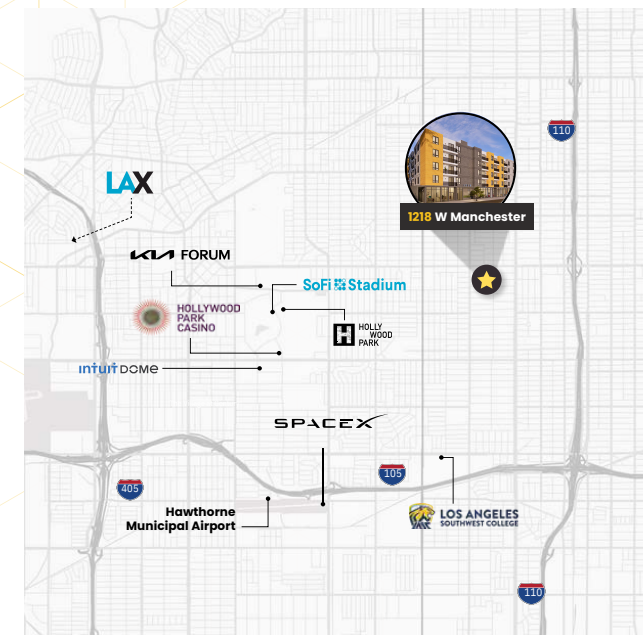 110
LAX
1218 W Manchester
KIA FORUM
SoFi Stadium
HOLLYWOOD
PARK
CASINO
H
HOLLY
WOOD
PARK
INTUIT DOME
SPACEX
105
405
Hawthorne
Municipal Airport
LOS ANGELES
SOUTHWEST COLLEGE
110